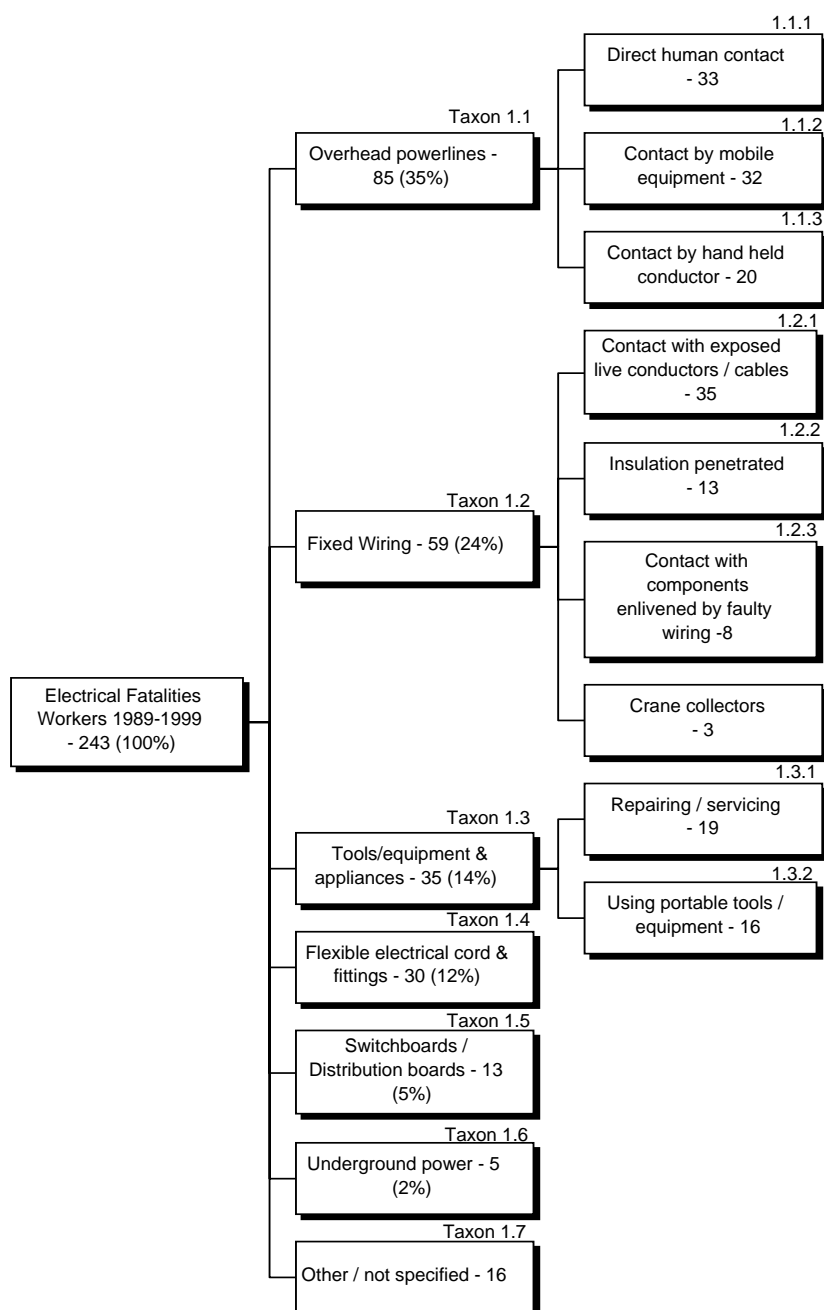 Electrical Fatalities
Workers 1989-1999
- 243 (100%)
Taxon 1.1
Overhead powerlines -
85 (35%)
1.1.1
Direct human contact
- 33
1.1.2
Contact by mobile
equipment - 32
1.1.3
Contact by hand held
conductor - 20
Taxon 1.2
Fixed Wiring - 59 (24%)
1.2.1
Contact with exposed
live conductors / cables
- 35
1.2.2
Insulation penetrated
- 13
1.2.3
Contact with
components
enlivened by faulty
wiring -8
Crane collectors
- 3
Taxon 1.3
Tools/equipment &
appliances - 35 (14%)
1.3.1
Repairing / servicing
- 19
1.3.2
Using portable tools /
equipment - 16
Taxon 1.4
Flexible electrical cord &
fittings - 30 (12%)
Taxon 1.5
Switchboards /
Distribution boards - 13
(5%)
Taxon 1.6
Underground power - 5
(2%)
Taxon 1.7
Other / not specified - 16